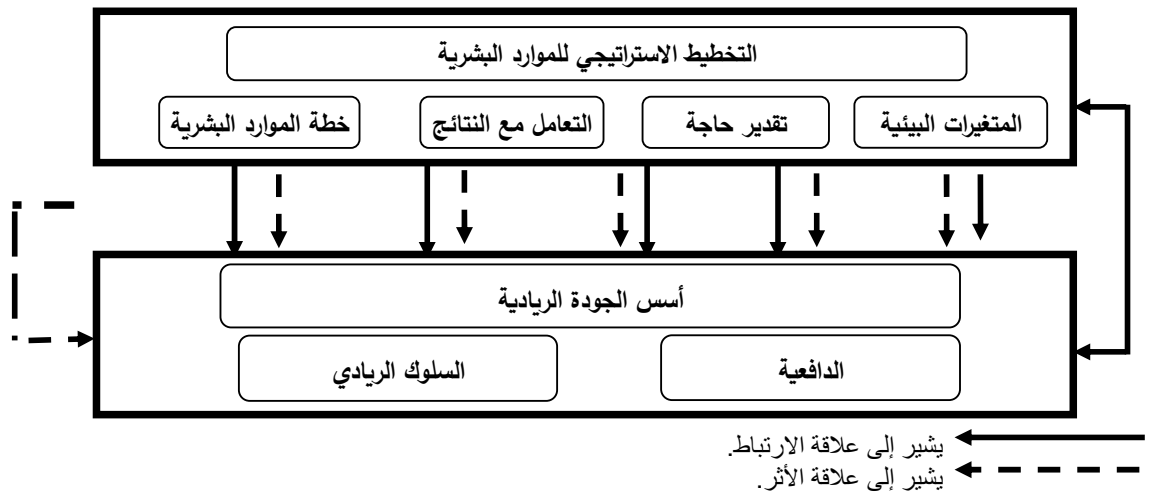 التخطيط الاستراتيجي للموارد البشرية
المتغيرات البيئية
تقدير حاجة
التعامل مع النتائج
خطة الموارد البشرية
أسس الجودة الريادية
الدافعية
السلوك الريادي
يشير إلى علاقة الارتباط.
يشير إلى علاقة الأثر.